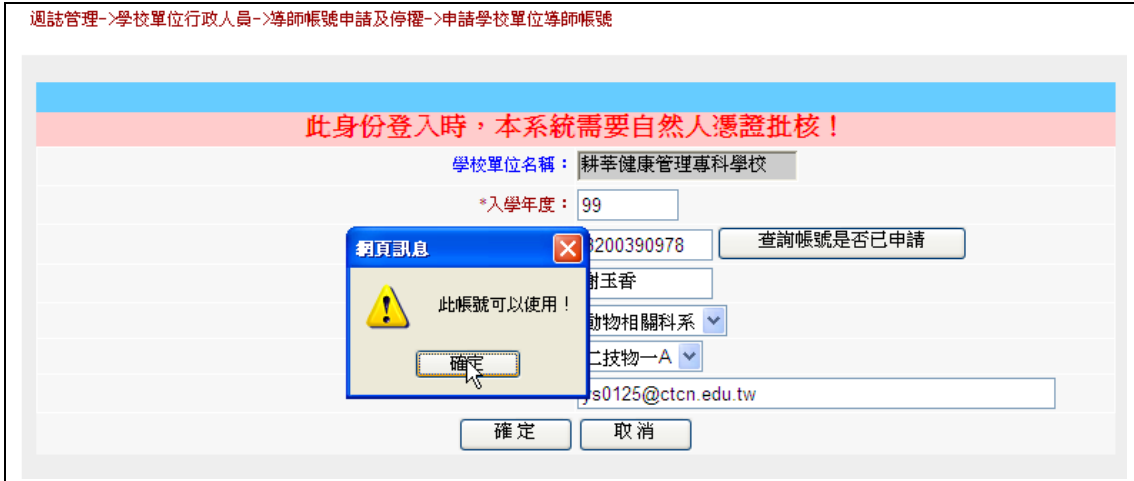 週誌管理->學校單位行政人員->導師帳號申請及停權->申請學校單位導師帳號
此身份登入時，本系統需要自然人憑證批核！
學校單位名稱： 耕莘健康管理專科學校
*入學年度： 99
網頁訊息
200390978 查詢帳號是否已申請
此帳號可以使用！
玉香
動物相關科系
二技物一A
確定
s0125@ctcn.edu.tw
確定 取消